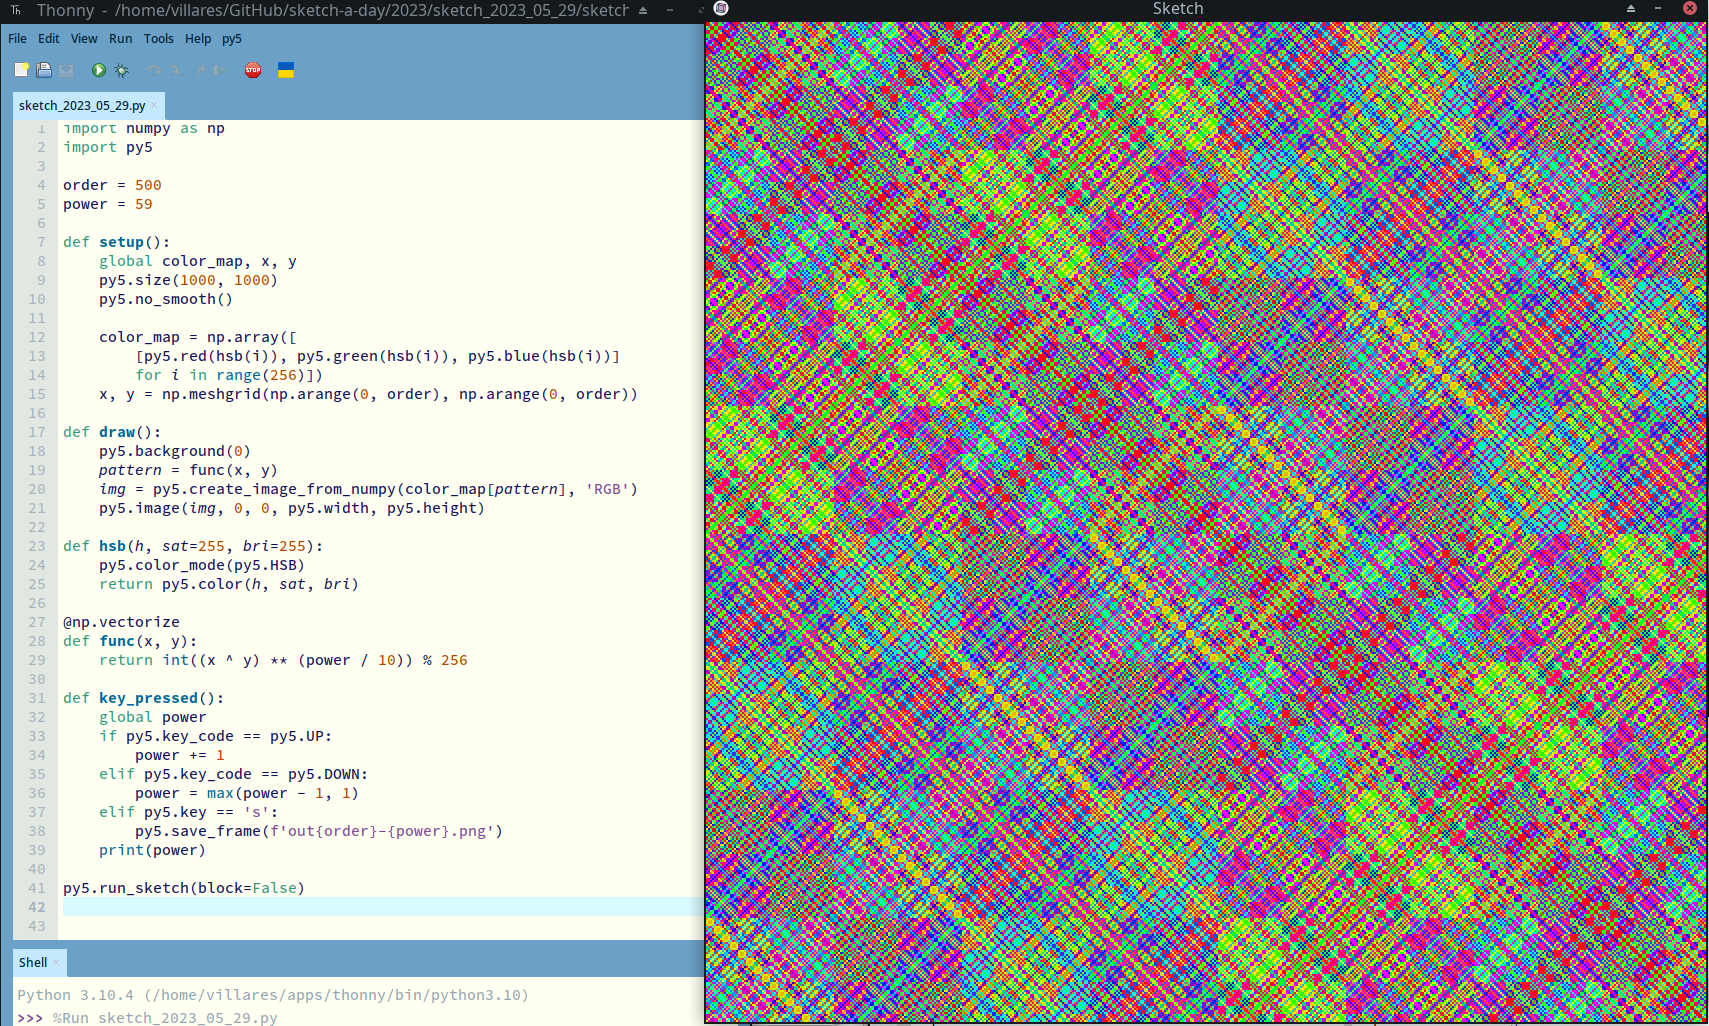 Thonny - /home/villares/GitHub/sketch-a-day/2023/sketch_2023_05_29/sketch
Sketch
File Edit View Run Tools Help py5
STOP
sketch_2023_05_29.py ×
1 import numpy as np
2 import py5
3
4 order = 500
5 power = 59
6
7 def setup():
8     global color_map, x, y
9     py5.size(1000, 1000)
10     py5.no_smooth()
11
12     color_map = np.array([
13         [py5.red(hsb(i)), py5.green(hsb(i)), py5.blue(hsb(i))]
14         for i in range(256)])
15     x, y = np.meshgrid(np.arange(0, order), np.arange(0, order))
16
17 def draw():
18     py5.background(0)
19     pattern = func(x, y)
20     img = py5.create_image_from_numpy(color_map[pattern], 'RGB')
21     py5.image(img, 0, 0, py5.width, py5.height)
22
23 def hsb(h, sat=255, bri=255):
24     py5.color_mode(py5.HSB)
25     return py5.color(h, sat, bri)
26
27 @np.vectorize
28 def func(x, y):
29     return int((x ^ y) ** (power / 10)) % 256
30
31 def key_pressed():
32     global power
33     if py5.key_code == py5.UP:
34         power += 1
35     elif py5.key_code == py5.DOWN:
36         power = max(power - 1, 1)
37     elif py5.key == 's':
38         py5.save_frame(f'out{order}-{power}.png')
39     print(power)
40
41 py5.run_sketch(block=False)
42
43
Shell ×
Python 3.10.4 (/home/villares/apps/thonny/bin/python3.10)
>>> %Run sketch_2023_05_29.py